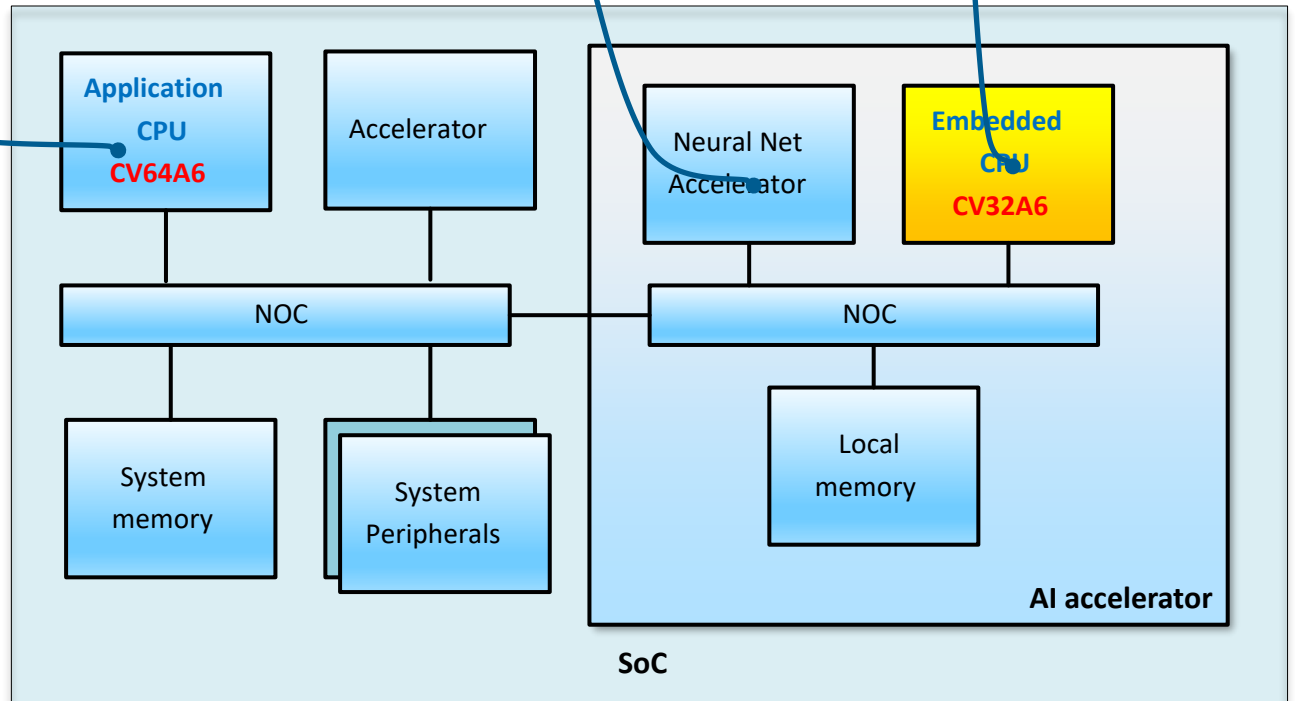 Application
CPU
CV64A6
Accelerator
Neural Net
Accelerator
Embedded
CPU
CV32A6
NOC
NOC
System
memory
System
Peripherals
Local
memory
AI accelerator
SoC